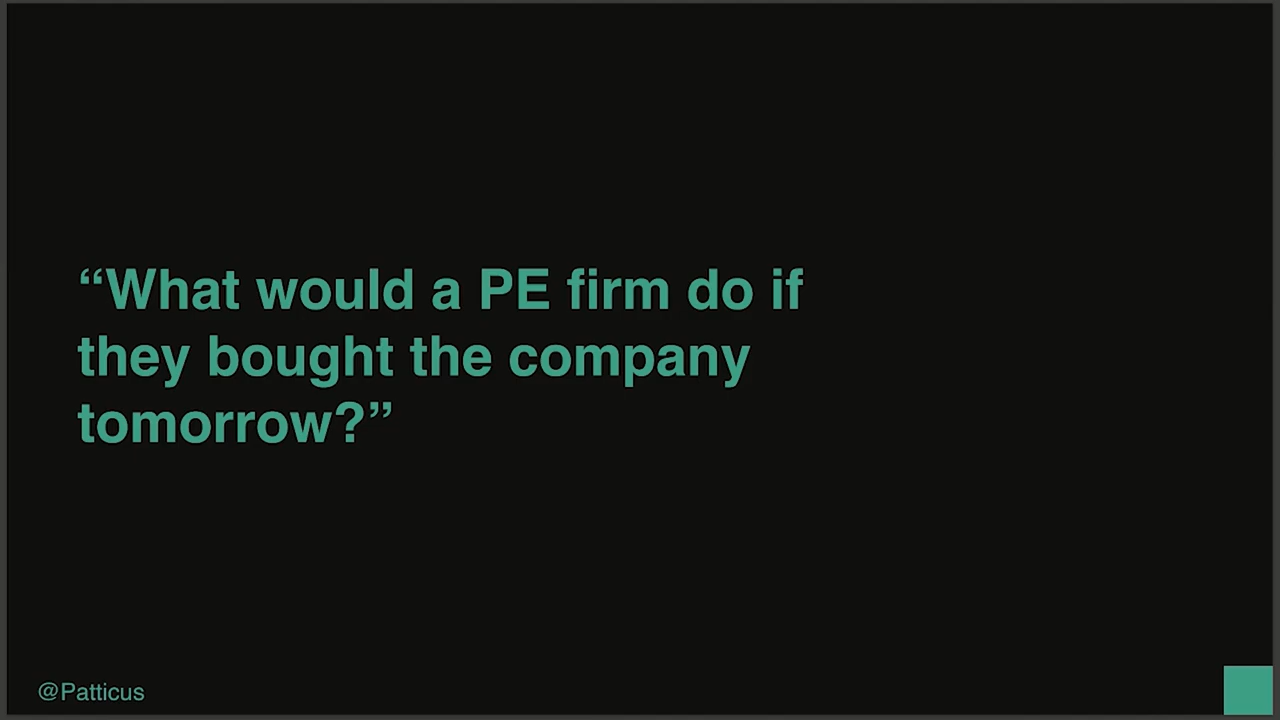 “What would a PE firm do if
they bought the company
tomorrow?”
@Patticus